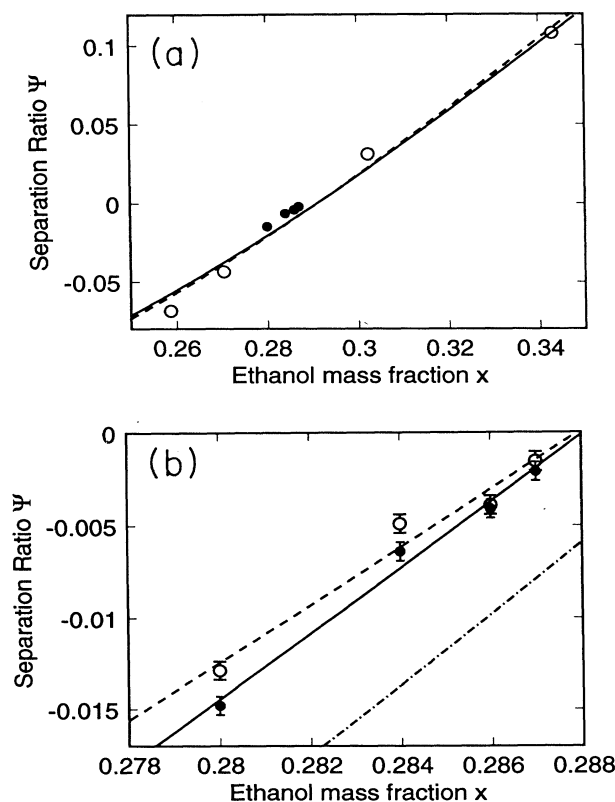 (a)
0.1
0.05
0
-0.05
Separation Ratio Ψ
0.26 0.28 0.3 0.32 0.34
Ethanol mass fraction x
(b)
0
-0.005
-0.01
-0.015
Separation Ratio Ψ
0.278 0.28 0.282 0.284 0.286 0.288
Ethanol mass fraction x